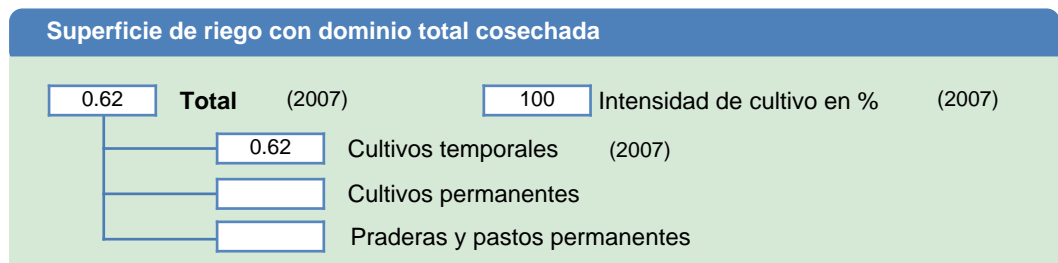 Superficie de riego con dominio total cosechada
0.62 Total (2007) 100 Intensidad de cultivo en % (2007)
0.62 Cultivos temporales (2007)
Cultivos permanentes
Praderas y pastos permanentes